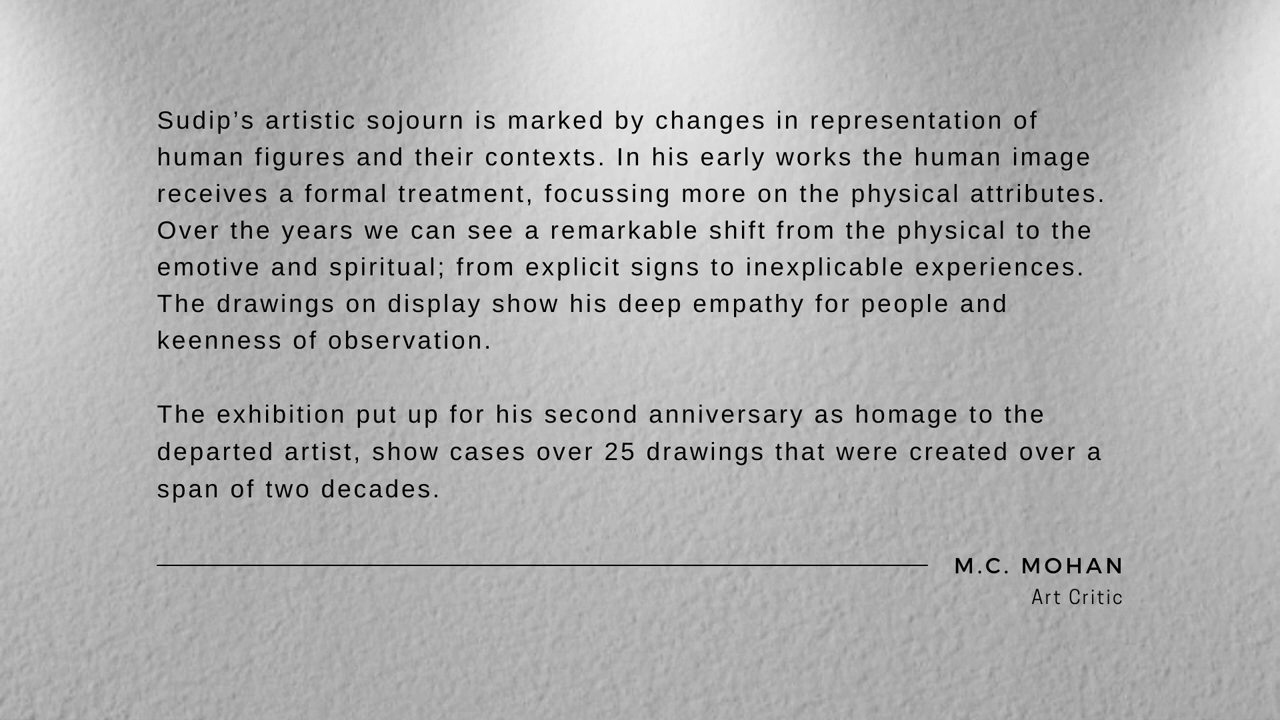 Sudip’s artistic sojourn is marked by changes in representation of
human figures and their contexts. In his early works the human image
receives a formal treatment, focussing more on the physical attributes.
Over the years we can see a remarkable shift from the physical to the
emotive and spiritual; from explicit signs to inexplicable experiences.
The drawings on display show his deep empathy for people and
keenness of observation.
The exhibition put up for his second anniversary as homage to the
departed artist, show cases over 25 drawings that were created over a
span of two decades.
M.C. MOHAN
Art Critic